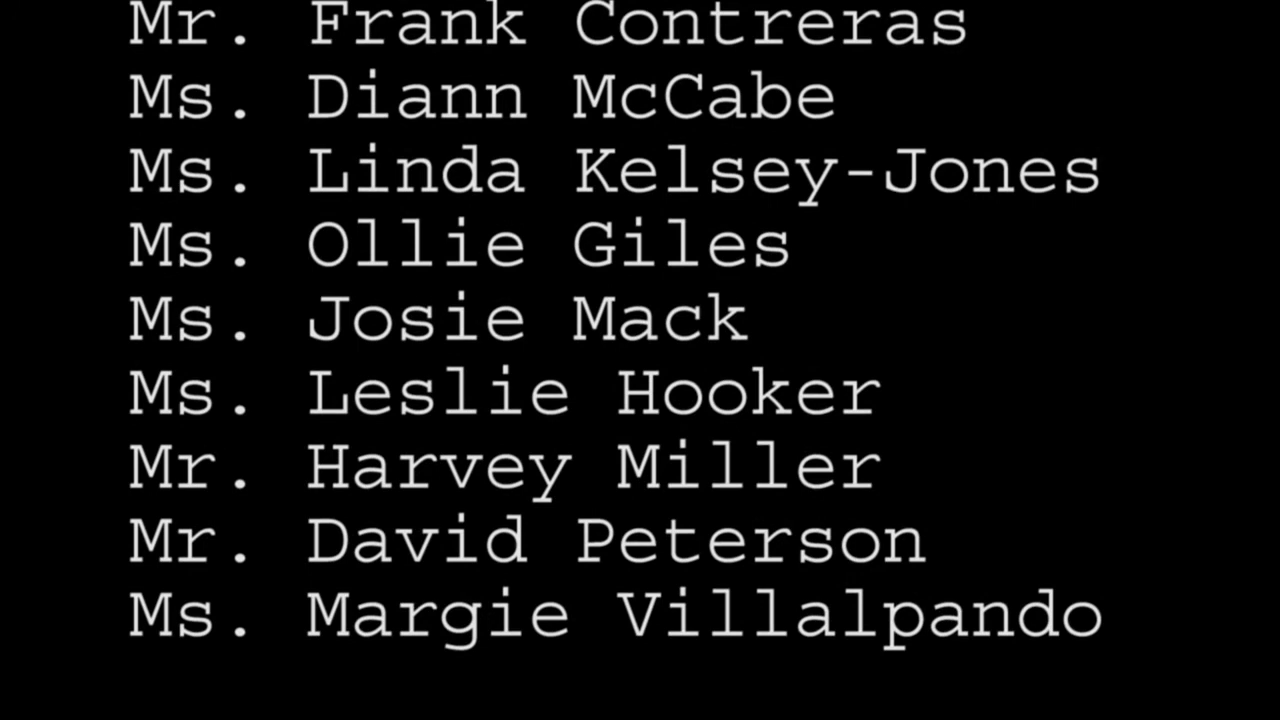 Mr. Frank Contreras
Ms. Diann McCabe
Ms. Linda Kelsey-Jones
Ms. Ollie Giles
Ms. Josie Mack
Ms. Leslie Hooker
Mr. Harvey Miller
Mr. David Peterson
Ms. Margie Villalpando